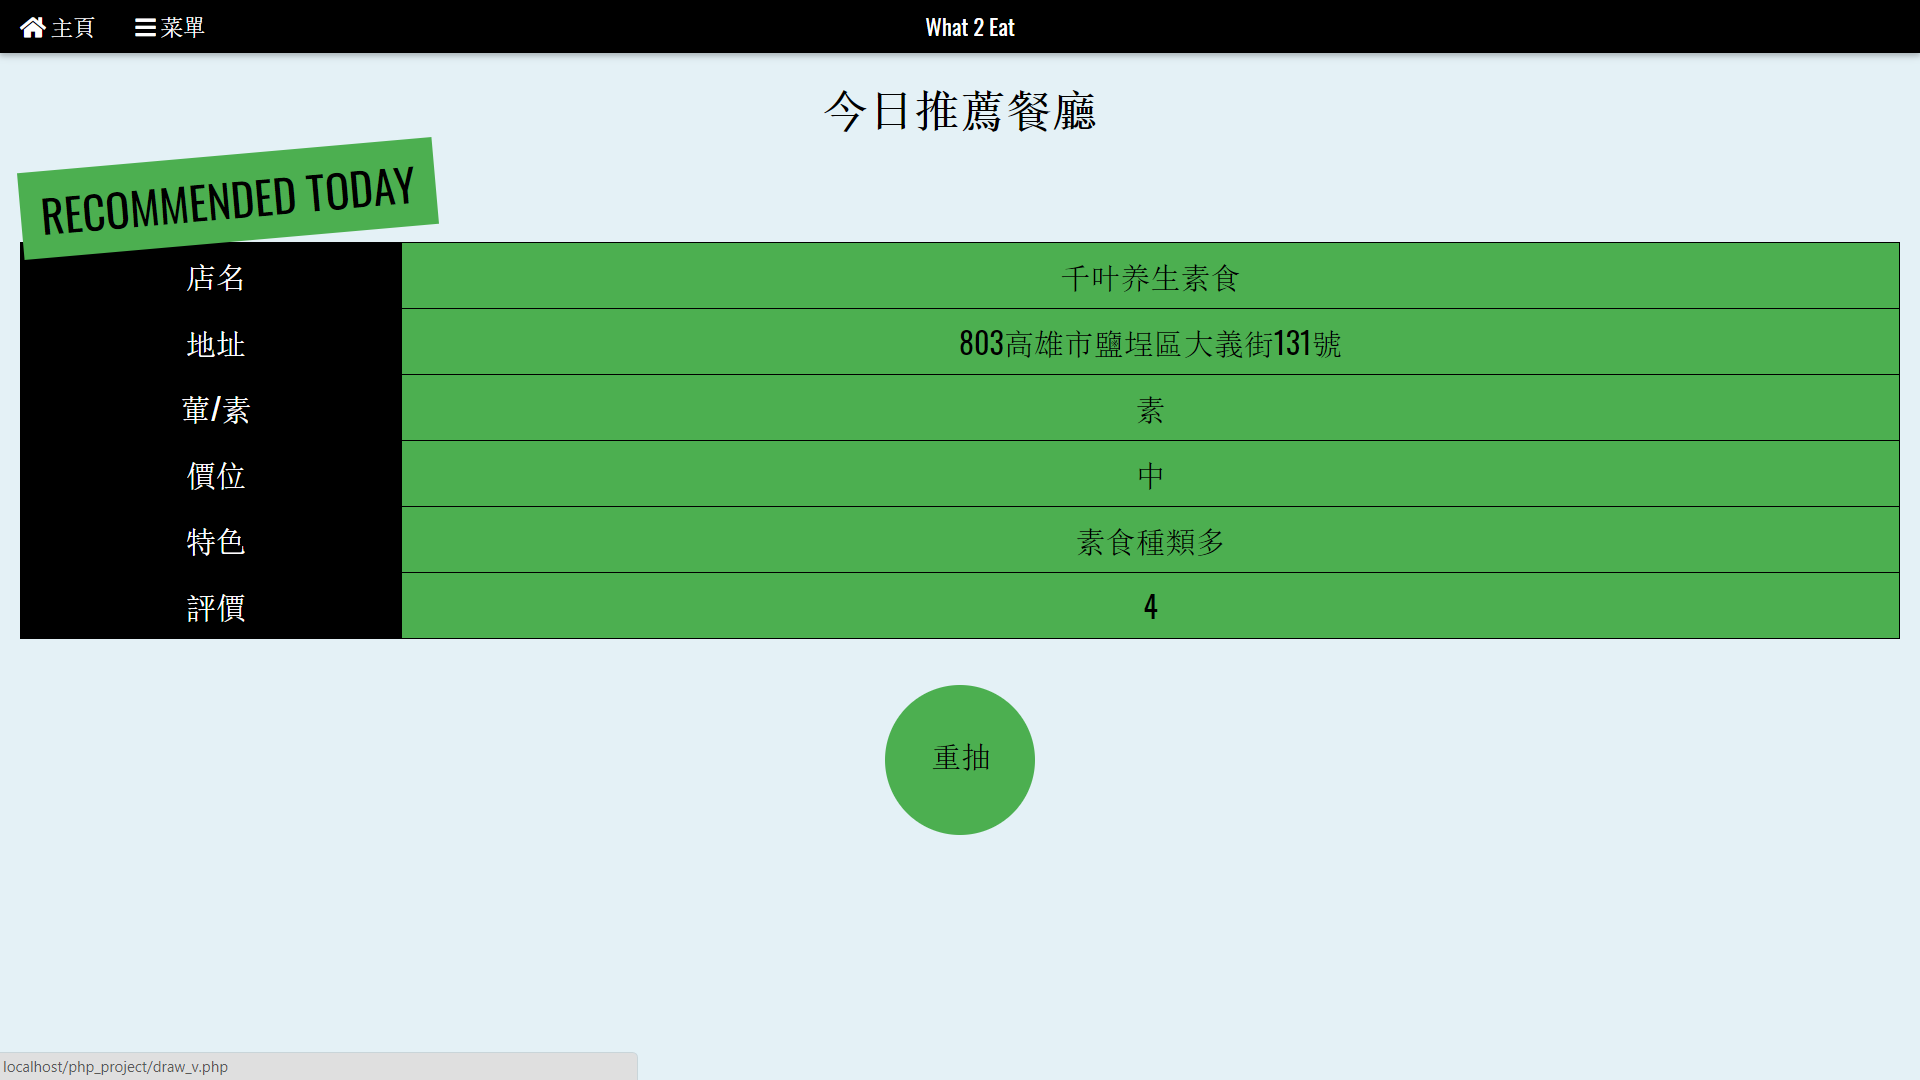 主頁 菜單 What 2 Eat
今日推薦餐廳
RECOMMENDED TODAY
店名 千叶养生素食
地址 803高雄市鹽埕區大義街131號
葷/素 素
價位 中
特色 素食種類多
評價 4
重抽
localhost/php_project/draw_v.php